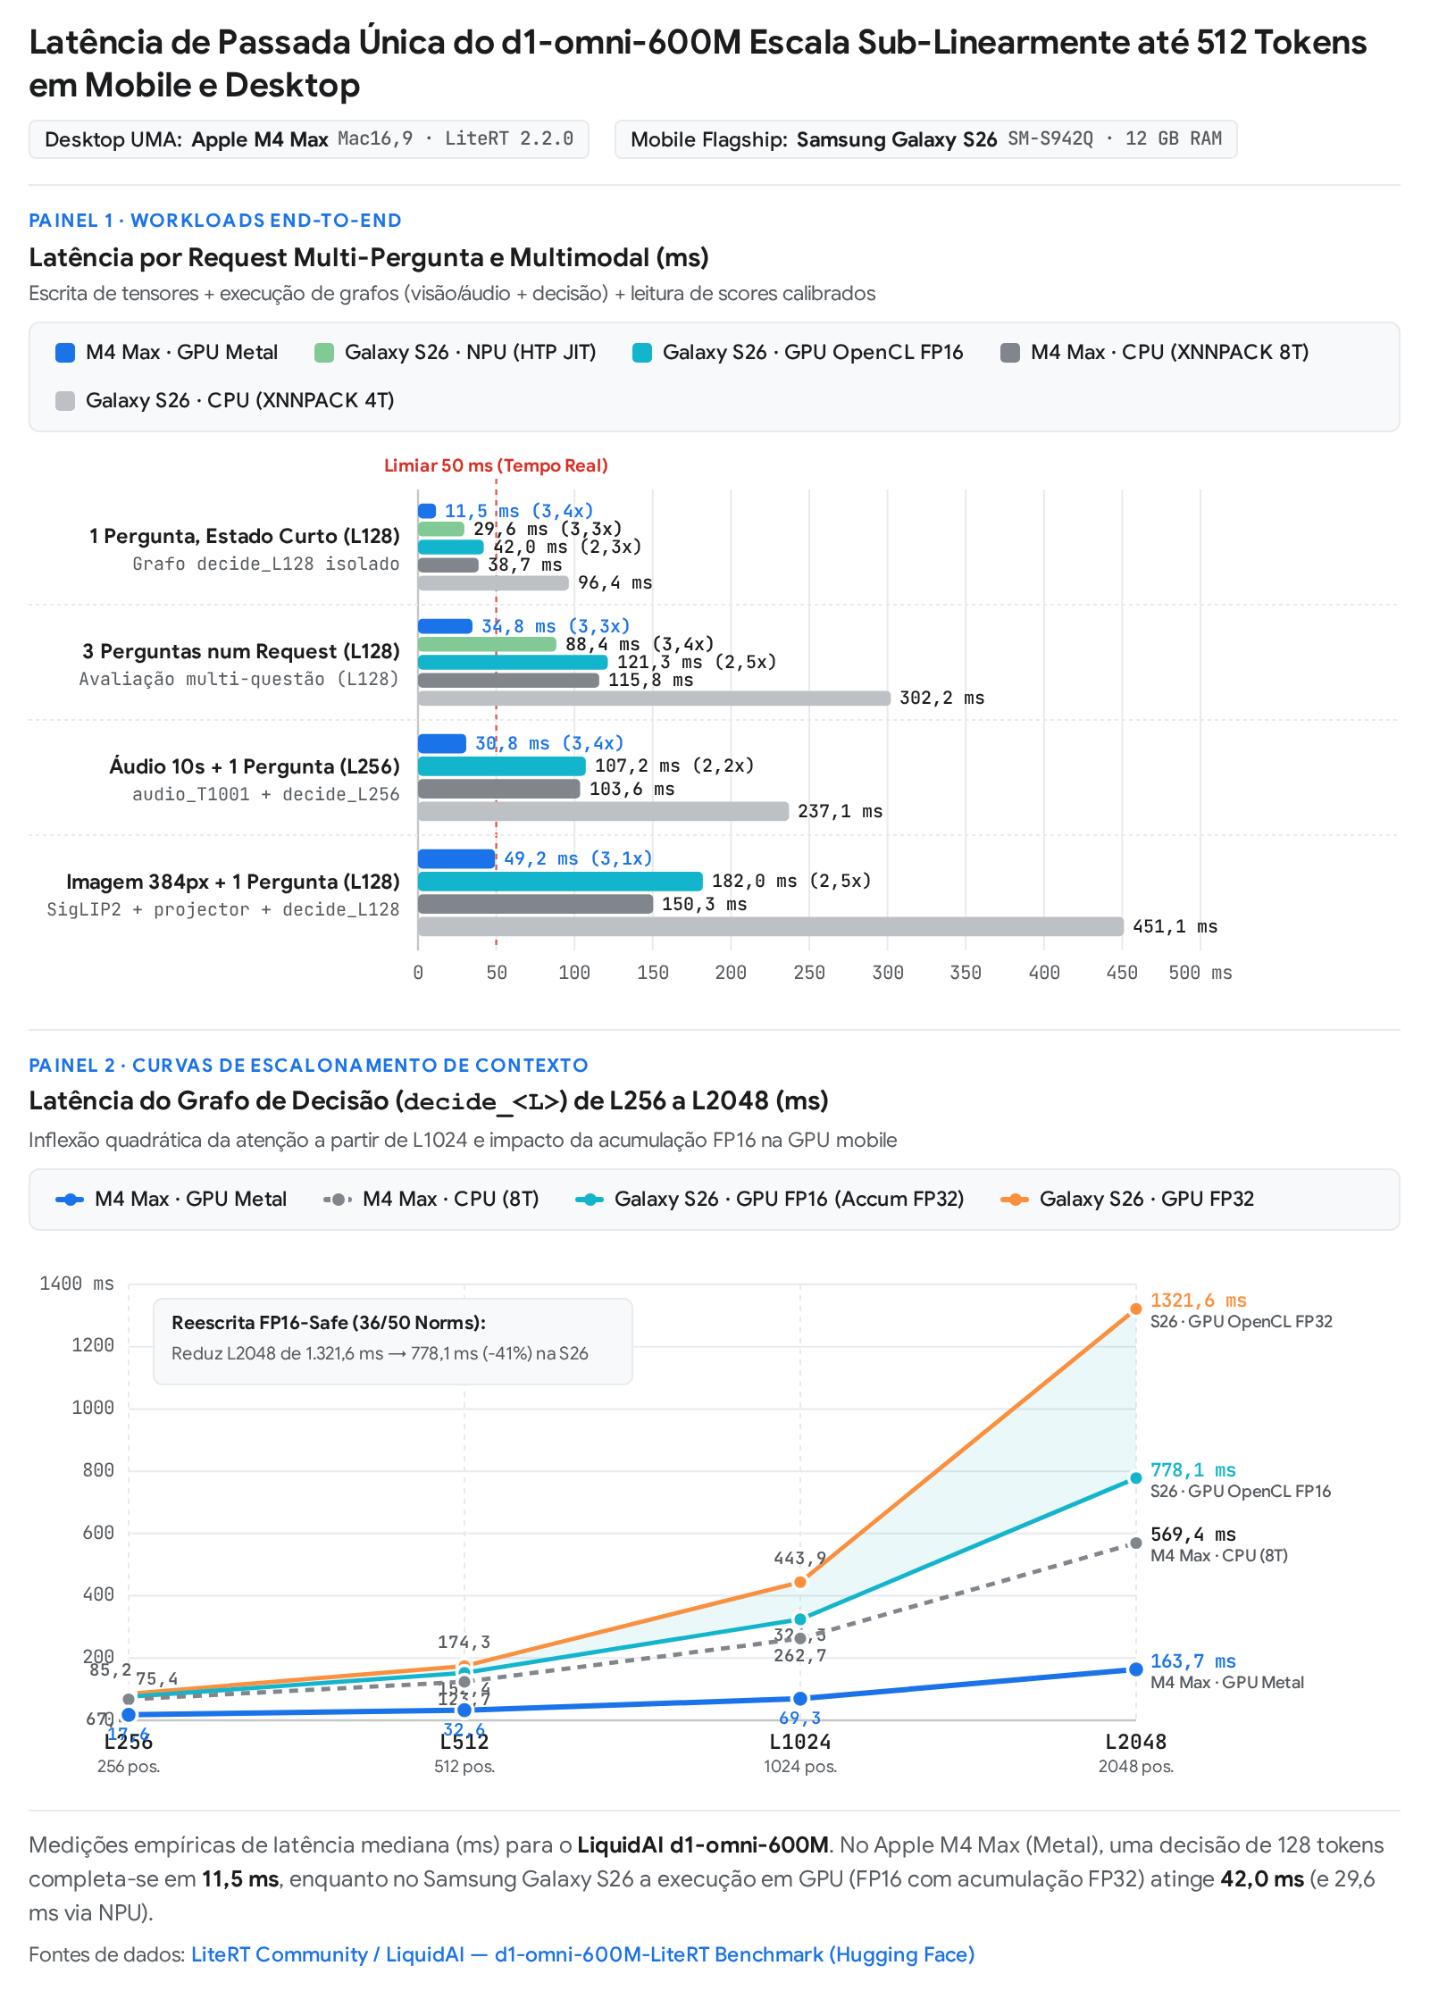 Latência de Passada Única do d1-omni-600M Escala Sub-Linearmente até 512 Tokens
em Mobile e Desktop
Desktop UMA: Apple M4 Max Mac16,9 · LiteRT 2.2.0
Mobile Flagship: Samsung Galaxy S26 SM-S942Q · 12 GB RAM
PAINEL 1 · WORKLOADS END-TO-END
Latência por Request Multi-Pergunta e Multimodal (ms)
Escrita de tensores + execução de grafos (visão/áudio + decisão) + leitura de scores calibrados
M4 Max · GPU Metal
Galaxy S26 · NPU (HTP JIT)
Galaxy S26 · GPU OpenCL FP16
M4 Max · CPU (XNNPACK 8T)
Galaxy S26 · CPU (XNNPACK 4T)
Limiar 50 ms (Tempo Real)
1 Pergunta, Estado Curto (L128)
Grafo decide_L128 isolado
11,5 ms (3,4x)
29,6 ms (3,3x)
42,0 ms (2,3x)
38,7 ms
96,4 ms
3 Perguntas num Request (L128)
Avaliação multi-questão (L128)
34,8 ms (3,3x)
88,4 ms (3,4x)
121,3 ms (2,5x)
115,8 ms
302,2 ms
Áudio 10s + 1 Pergunta (L256)
audio_T1001 + decide_L256
30,8 ms (3,4x)
107,2 ms (2,2x)
103,6 ms
237,1 ms
Imagem 384px + 1 Pergunta (L128)
SigLIP2 + projector + decide_L128
49,2 ms (3,1x)
182,0 ms (2,5x)
150,3 ms
451,1 ms
0 50 100 150 200 250 300 350 400 450 500 ms
PAINEL 2 · CURVAS DE ESCALONAMENTO DE CONTEXTO
Latência do Grafo de Decisão (decide_<L>) de L256 a L2048 (ms)
Inflexão quadrática da atenção a partir de L1024 e impacto da acumulação FP16 na GPU mobile
M4 Max · GPU Metal
M4 Max · CPU (8T)
Galaxy S26 · GPU FP16 (Accum FP32)
Galaxy S26 · GPU FP32
1400 ms
1200
1000
800
600
400
200
0
Reescrita FP16-Safe (36/50 Norms):
Reduz L2048 de 1.321,6 ms → 778,1 ms (-41%) na S26
1321,6 ms
S26 · GPU OpenCL FP32
778,1 ms
S26 · GPU OpenCL FP16
569,4 ms
M4 Max · CPU (8T)
163,7 ms
M4 Max · GPU Metal
443,9
262,7
69,3
174,3
123,7
32,6
85,2
75,4
17,6
L256
256 pos.
L512
512 pos.
L1024
1024 pos.
L2048
2048 pos.
Medições empíricas de latência mediana (ms) para o LiquidAI d1-omni-600M. No Apple M4 Max (Metal), uma decisão de 128 tokens
completa-se em 11,5 ms, enquanto no Samsung Galaxy S26 a execução em GPU (FP16 com acumulação FP32) atinge 42,0 ms (e 29,6
ms via NPU).
Fontes de dados: LiteRT Community / LiquidAI — d1-omni-600M-LiteRT Benchmark (Hugging Face)